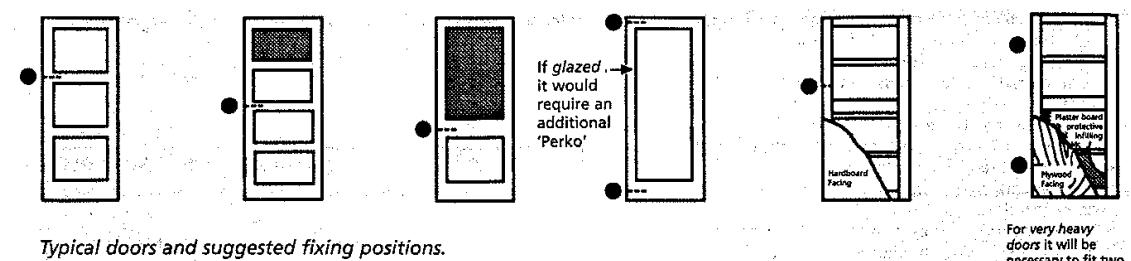 If glazed,
it would
require an
additional
'Perko'
Hardboard
Facing
Plaster board
protective
infilling
Plywood
Facing
Typical doors and suggested fixing positions.
For very heavy
doors it will be
necessary to fit two